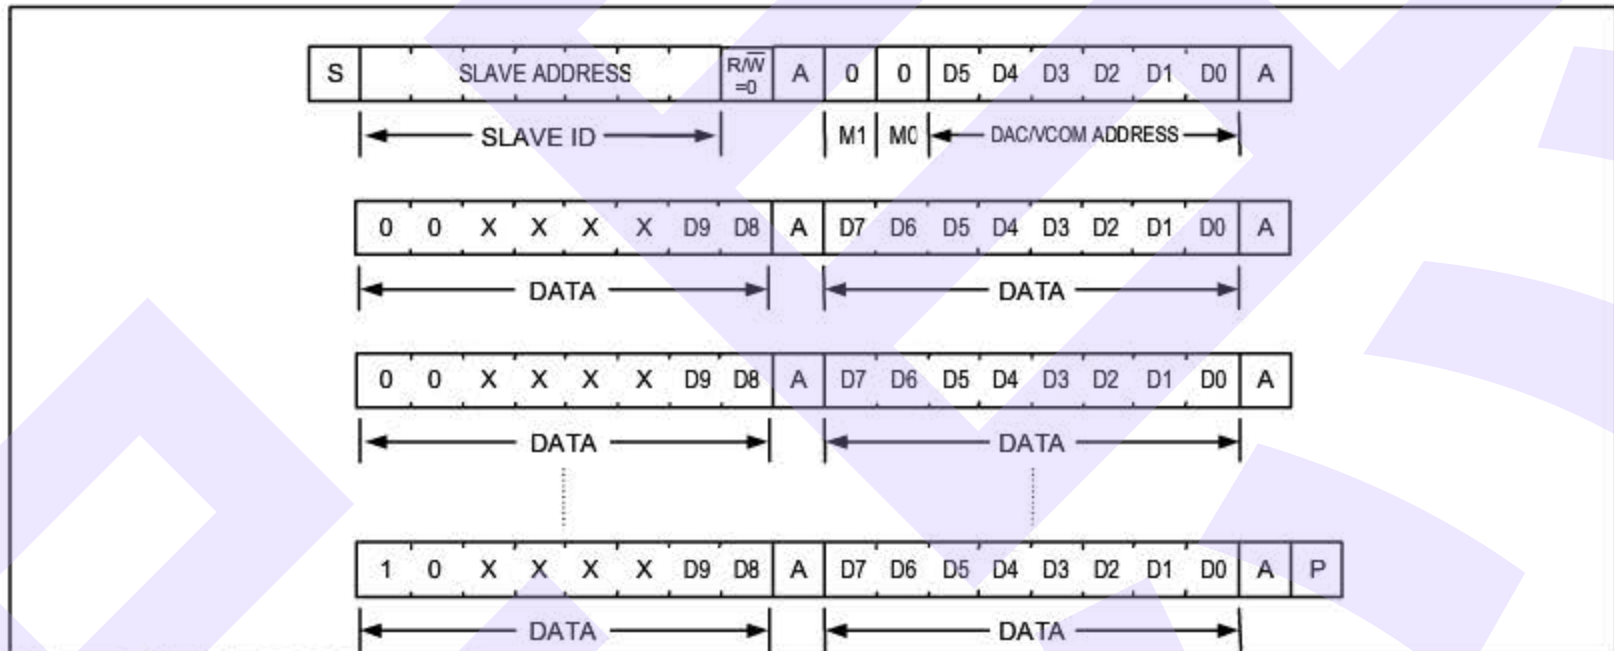 S SLAVE ADDRESS R/W̅ =0 A 0 0 D5 D4 D3 D2 D1 D0 A
SLAVE ID M1 M0 DAC/VCOM ADDRESS
0 0 X X X X D9 D8 A D7 D6 D5 D4 D3 D2 D1 D0 A
DATA DATA
0 0 X X X X D9 D8 A D7 D6 D5 D4 D3 D2 D1 D0 A
DATA DATA
1 0 X X X X D9 D8 A D7 D6 D5 D4 D3 D2 D1 D0 A P
DATA DATA